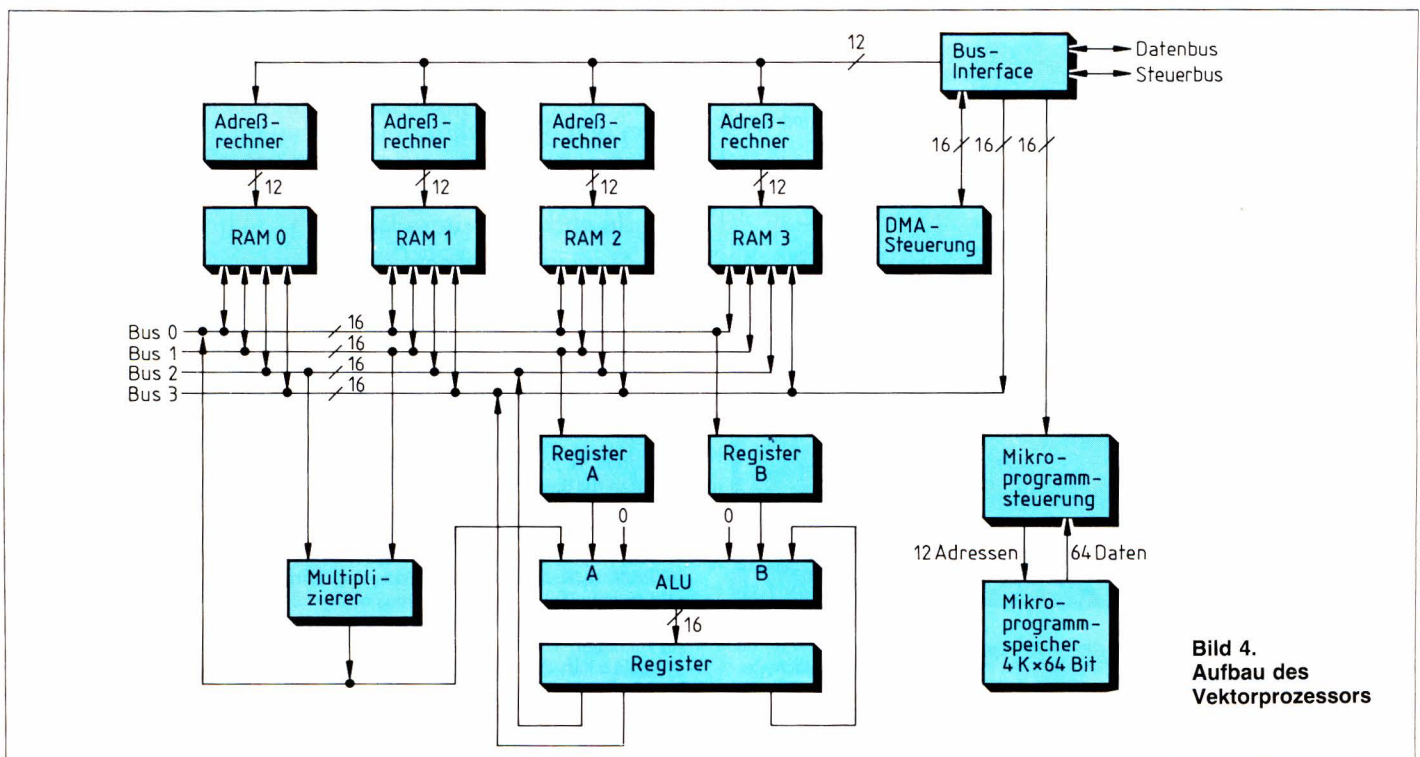 12
Bus-
Interface
Datenbus
Steuerbus
Adreß-
rechner
Adreß-
rechner
Adreß-
rechner
Adreß-
rechner
12
12
12
12
16
16
16
RAM 0
RAM 1
RAM 2
RAM 3
DMA-
Steuerung
Bus 0
16
Bus 1
16
Bus 2
16
Bus 3
16
Register
A
Register
B
Mikro-
programm-
steuerung
0
0
12 Adressen
64 Daten
Multipli-
zierer
A
ALU
B
16
Register
Mikro-
programm-
speicher
4 K×64 Bit
Bild 4.
Aufbau des
Vektorprozessors